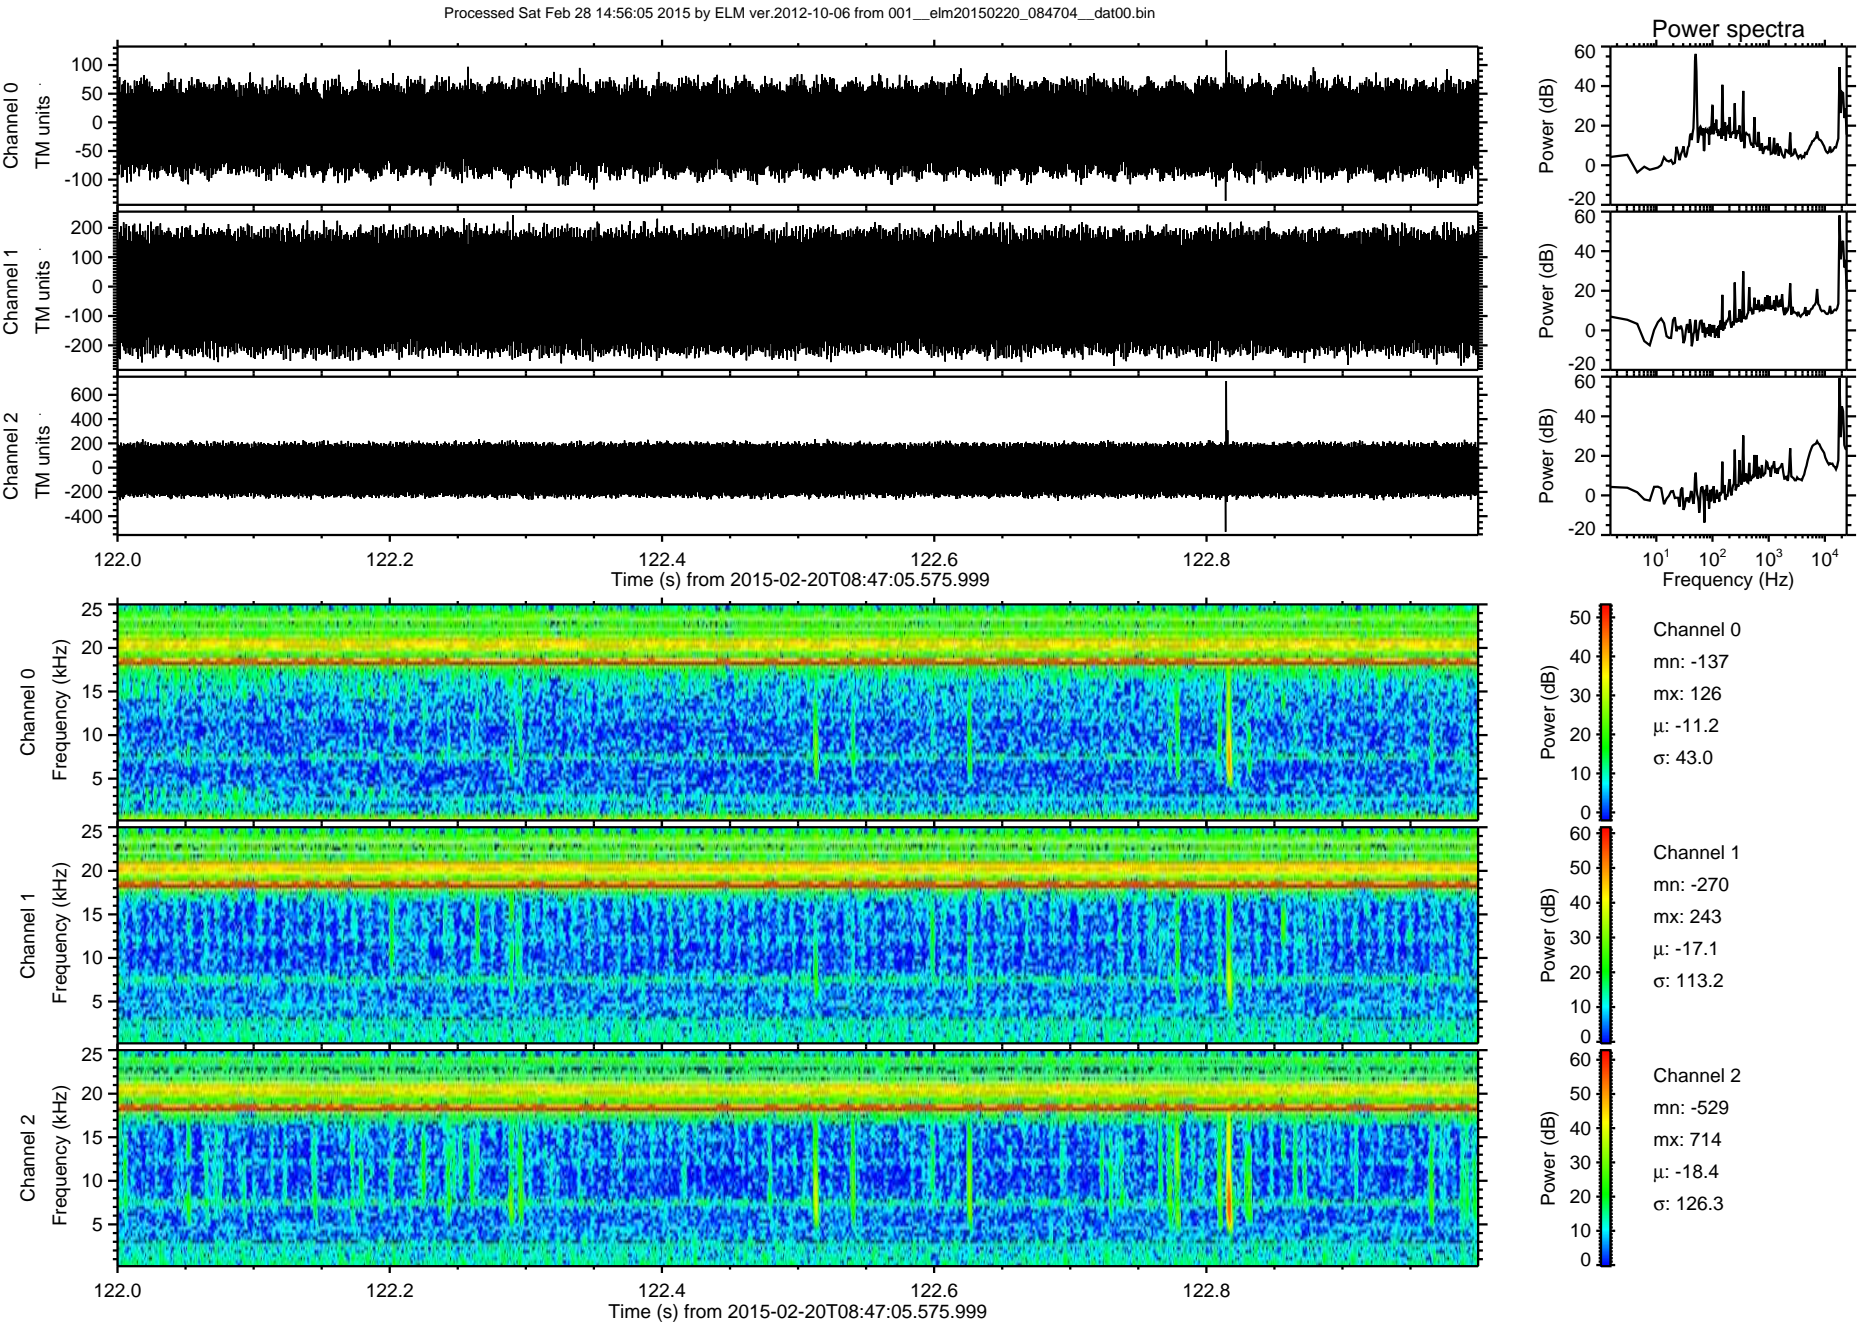 Processed Sat Feb 28 14:56:05 2015 by ELM ver.2012-10-06 from 001__elm20150220_084704__dat00.bin
Power spectra
Channel 0
TM units
100
50
0
-50
-100
Power (dB)
60
40
20
0
-20
Channel 1
TM units
200
100
0
-100
-200
Power (dB)
60
40
20
0
-20
Channel 2
TM units
600
400
200
0
-200
-400
Power (dB)
60
40
20
0
-20
122.0 122.2 122.4 122.6 122.8
Time (s) from 2015-02-20T08:47:05.575.999
10^1 10^2 10^3 10^4
Frequency (Hz)
Channel 0
Frequency (kHz)
25
20
15
10
5
Power (dB)
50
40
30
20
10
0
Channel 0
mn: -137
mx: 126
μ: -11.2
σ: 43.0
Channel 1
Frequency (kHz)
25
20
15
10
5
Power (dB)
60
50
40
30
20
10
0
Channel 1
mn: -270
mx: 243
μ: -17.1
σ: 113.2
Channel 2
Frequency (kHz)
25
20
15
10
5
Power (dB)
60
50
40
30
20
10
0
Channel 2
mn: -529
mx: 714
μ: -18.4
σ: 126.3
122.0 122.2 122.4 122.6 122.8
Time (s) from 2015-02-20T08:47:05.575.999